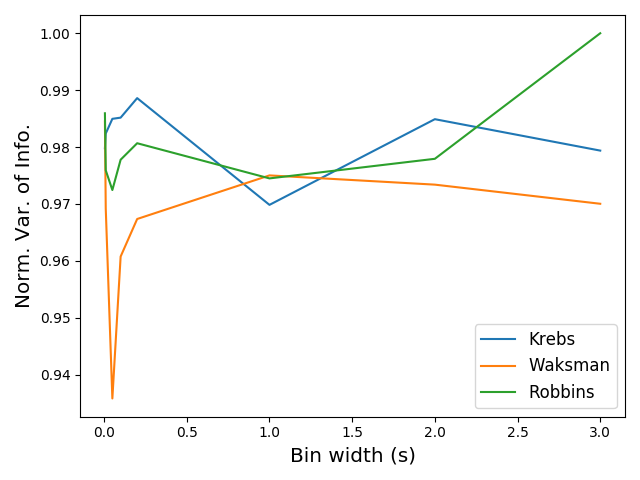 1.00
0.99
0.98
0.97
0.96
0.95
0.94
Norm. Var. of Info.
Krebs
Waksman
Robbins
0.0 0.5 1.0 1.5 2.0 2.5 3.0
Bin width (s)